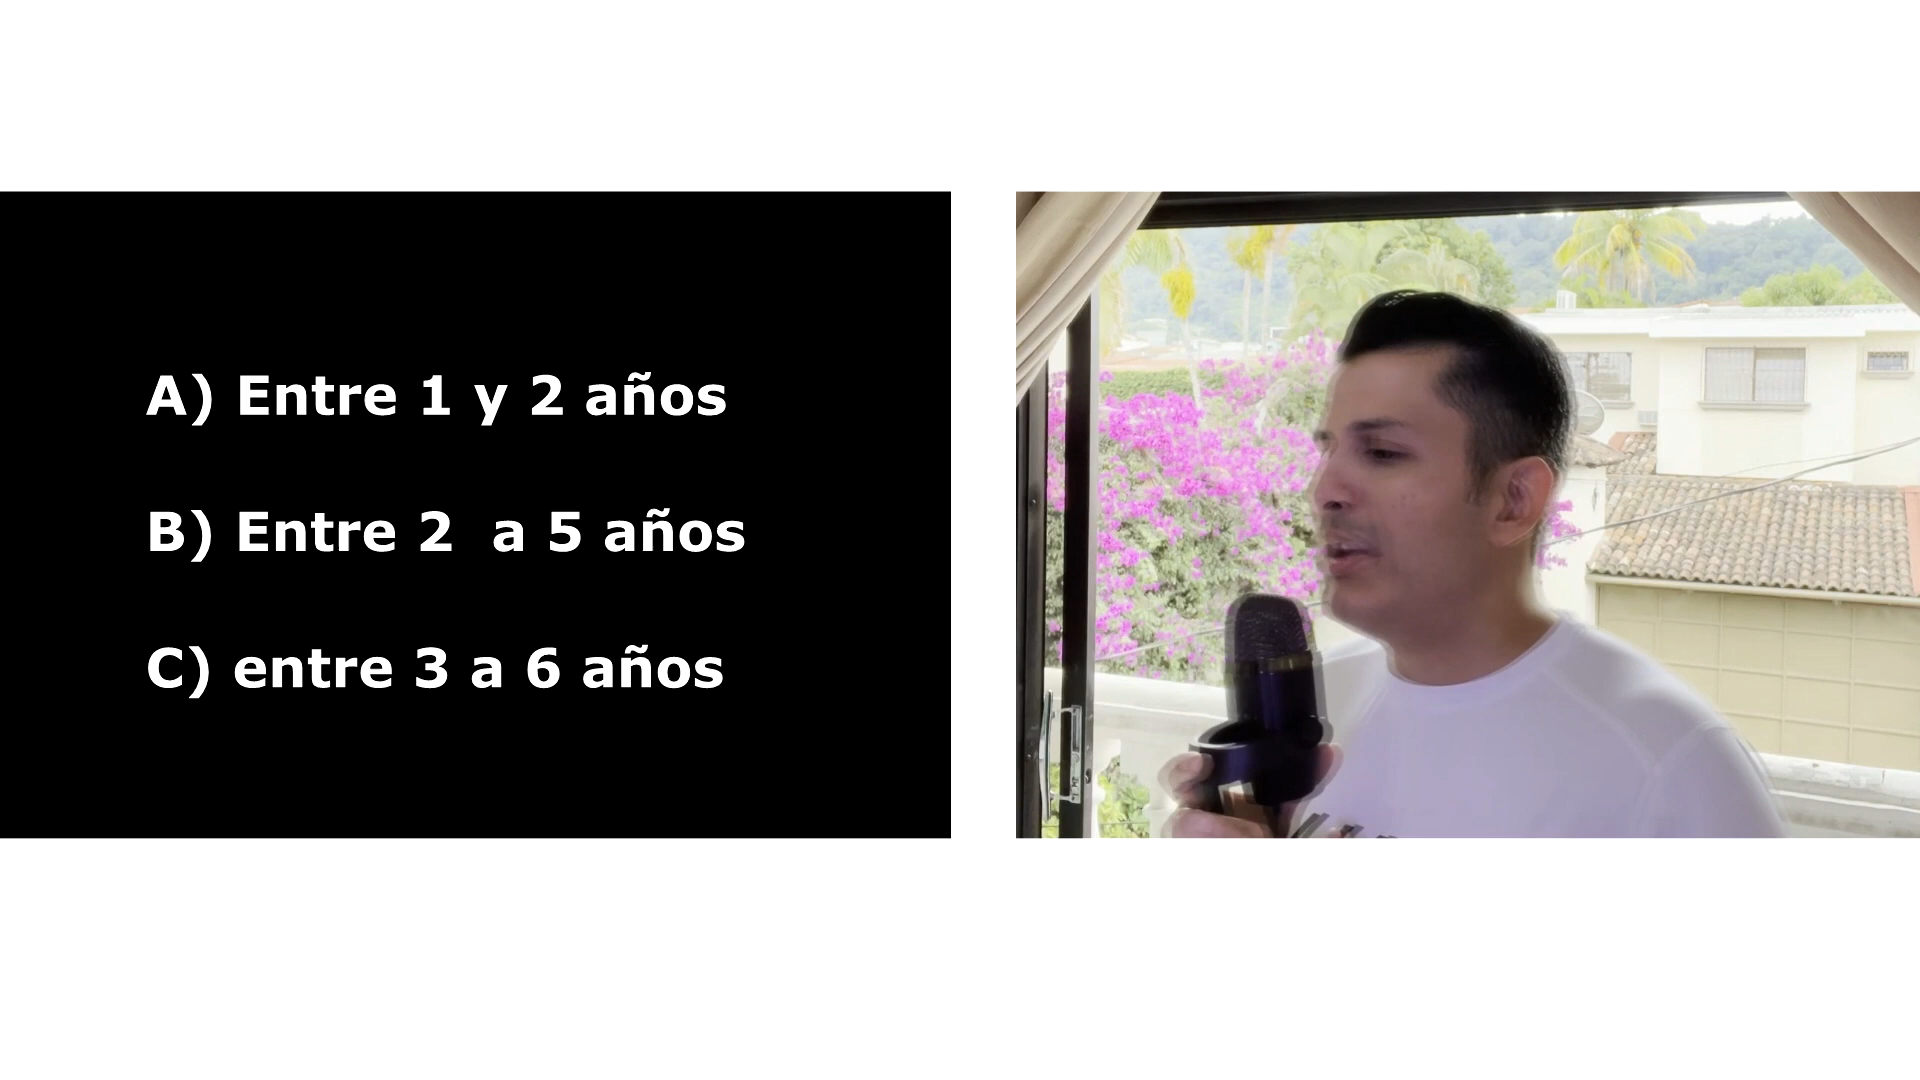 A) Entre 1 y 2 años
B) Entre 2  a 5 años
C) entre 3 a 6 años